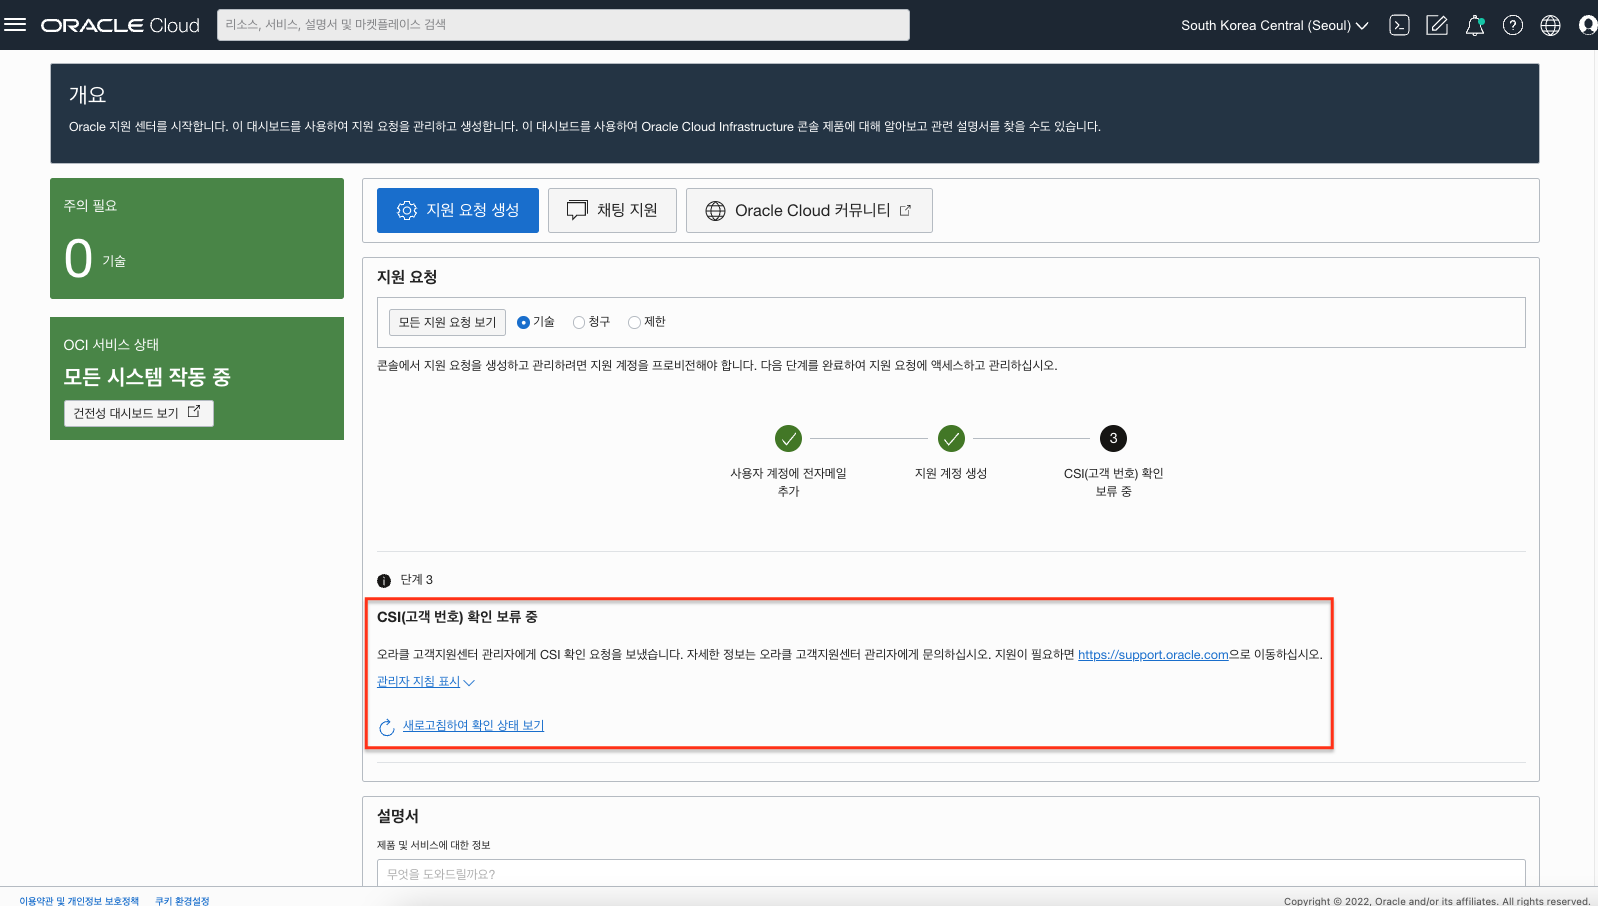 ORACLE Cloud
리소스, 서비스, 설명서 및 마켓플레이스 검색
South Korea Central (Seoul)
개요
Oracle 지원 센터를 시작합니다. 이 대시보드를 사용하여 지원 요청을 관리하고 생성합니다. 이 대시보드를 사용하여 Oracle Cloud Infrastructure 콘솔 제품에 대해 알아보고 관련 설명서를 찾을 수도 있습니다.
주의 필요
0 기술
OCI 서비스 상태
모든 시스템 작동 중
건전성 대시보드 보기
지원 요청 생성
채팅 지원
Oracle Cloud 커뮤니티
지원 요청
모든 지원 요청 보기
기술
청구
제한
콘솔에서 지원 요청을 생성하고 관리하려면 지원 계정을 프로비전해야 합니다. 다음 단계를 완료하여 지원 요청에 액세스하고 관리하십시오.
3
사용자 계정에 전자메일
추가
지원 계정 생성
CSI(고객 번호) 확인
보류 중
단계 3
CSI(고객 번호) 확인 보류 중
오라클 고객지원센터 관리자에게 CSI 확인 요청을 보냈습니다. 자세한 정보는 오라클 고객지원센터 관리자에게 문의하십시오. 지원이 필요하면 https://support.oracle.com으로 이동하십시오.
관리자 지침 표시
새로고침하여 확인 상태 보기
설명서
제품 및 서비스에 대한 정보
무엇을 도와드릴까요?
이용약관 및 개인정보 보호정책
쿠키 환경설정
Copyright © 2022, Oracle and/or its affiliates. All rights reserved.